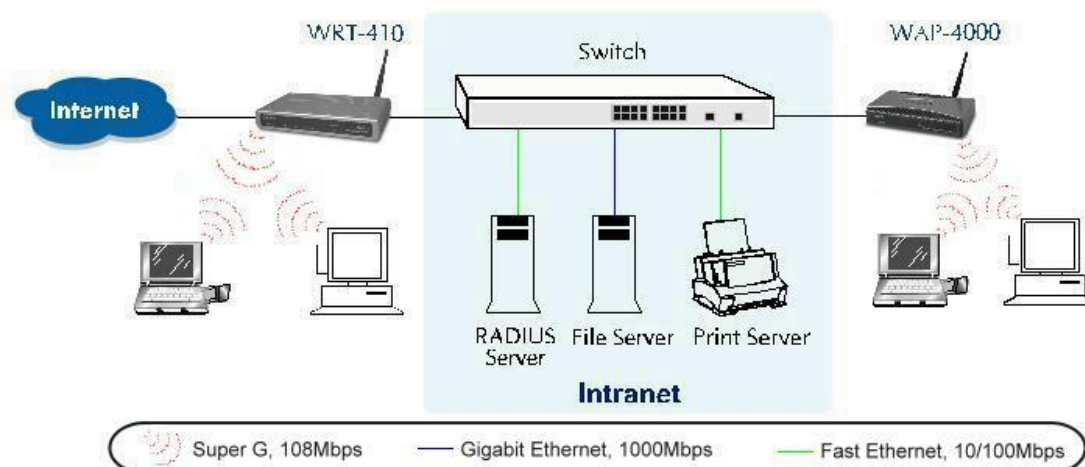 WRT-410
WAP-4000
Switch
Internet
RADIUS
Server
File Server
Print Server
Intranet
Super G, 108Mbps
Gigabit Ethernet, 1000Mbps
Fast Ethernet, 10/100Mbps